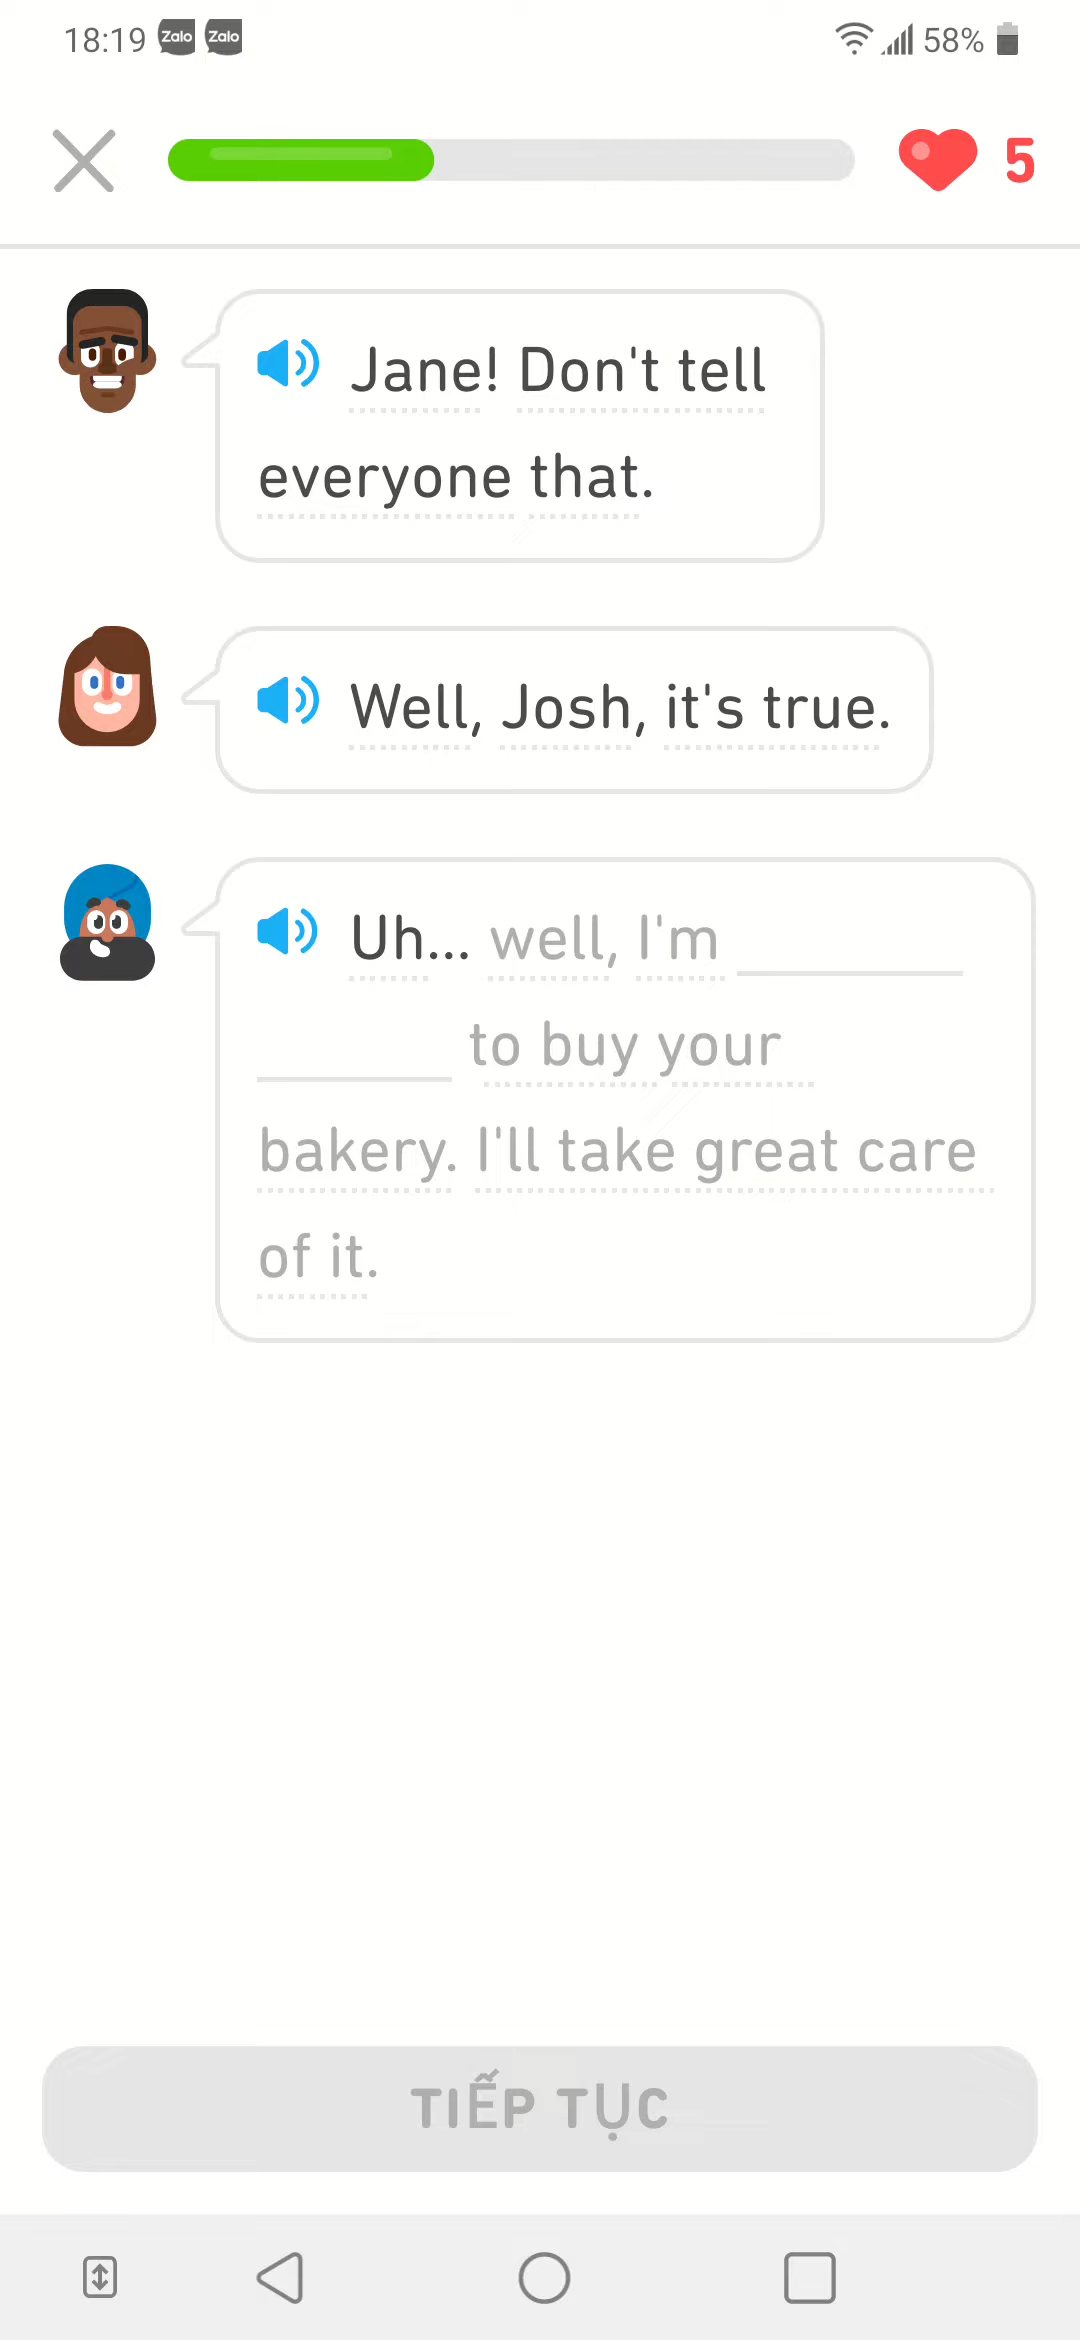 18:19 Zalo Zalo 58%
5
Jane! Don't tell
everyone that.
Well, Josh, it's true.
Uh... well, I'm
to buy your
bakery. I'll take great care
of it.
TIẾP TỤC